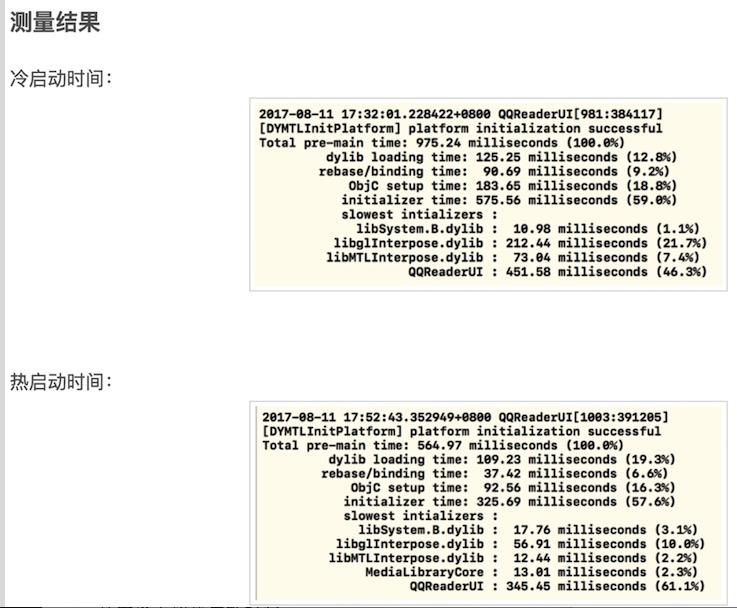 测量结果
冷启动时间：
2017-08-11 17:32:01.228422+0800 QQReaderUI[981:384117]
[DYMTLInitPlatform] platform initialization successful
Total pre-main time: 975.24 milliseconds (100.0%)
dylib loading time: 125.25 milliseconds (12.8%)
rebase/binding time:  90.69 milliseconds (9.2%)
ObjC setup time: 183.65 milliseconds (18.8%)
initializer time: 575.56 milliseconds (59.0%)
slowest intializers :
libSystem.B.dylib :  10.98 milliseconds (1.1%)
libglInterpose.dylib : 212.44 milliseconds (21.7%)
libMTLInterpose.dylib :  73.04 milliseconds (7.4%)
QQReaderUI : 451.58 milliseconds (46.3%)
热启动时间：
2017-08-11 17:52:43.352949+0800 QQReaderUI[1003:391205]
[DYMTLInitPlatform] platform initialization successful
Total pre-main time: 564.97 milliseconds (100.0%)
dylib loading time: 109.23 milliseconds (19.3%)
rebase/binding time:  37.42 milliseconds (6.6%)
ObjC setup time:  92.56 milliseconds (16.3%)
initializer time: 325.69 milliseconds (57.6%)
slowest intializers :
libSystem.B.dylib :  17.76 milliseconds (3.1%)
libglInterpose.dylib :  56.91 milliseconds (10.0%)
libMTLInterpose.dylib :  12.44 milliseconds (2.2%)
MediaLibraryCore :  13.01 milliseconds (2.3%)
QQReaderUI : 345.45 milliseconds (61.1%)